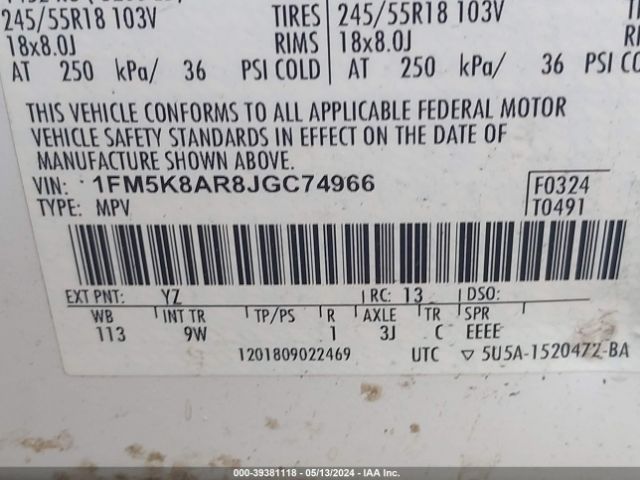 245/55R18 103V TIRES 245/55R18 103V
18x8.0J RIMS 18x8.0J
AT 250 kPa/ 36 PSI COLD AT 250 kPa/ 36 PSI
THIS VEHICLE CONFORMS TO ALL APPLICABLE FEDERAL MOTOR
VEHICLE SAFETY STANDARDS IN EFFECT ON THE DATE OF
MANUFACTURE SHOWN ABOVE.
VIN: 1FM5K8AR8JGC74966 F0324
TYPE: MPV T0491
EXT PNT: YZ RC: 13 DSO:
WB INT TR TP/PS R AXLE TR SPR
113 9W 1 3J C EEEE
1201809022469 UTC ▽ 5U5A-1520472-BA
000-39381118 - 05/13/2024 - IAA Inc.